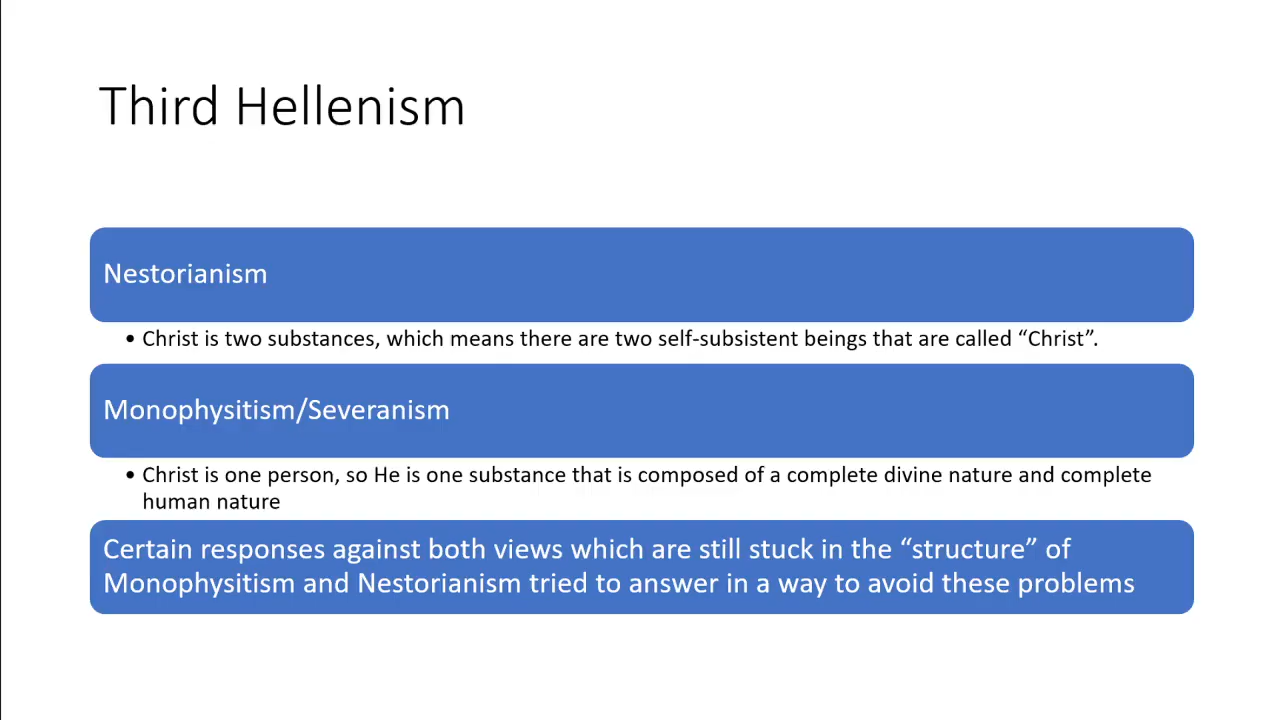 Third Hellenism
Nestorianism
• Christ is two substances, which means there are two self-subsistent beings that are called “Christ”.
Monophysitism/Severanism
• Christ is one person, so He is one substance that is composed of a complete divine nature and complete
human nature
Certain responses against both views which are still stuck in the “structure” of
Monophysitism and Nestorianism tried to answer in a way to avoid these problems